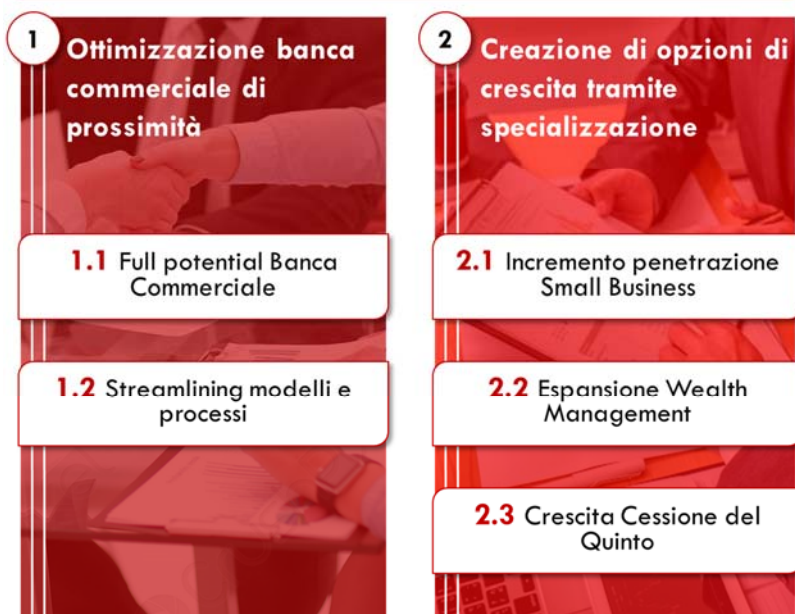 1
Ottimizzazione banca
commerciale di
prossimità
1.1 Full potential Banca
Commerciale
1.2 Streamlining modelli e
processi
2
Creazione di opzioni di
crescita tramite
specializzazione
2.1 Incremento penetrazione
Small Business
2.2 Espansione Wealth
Management
2.3 Crescita Cessione del
Quinto